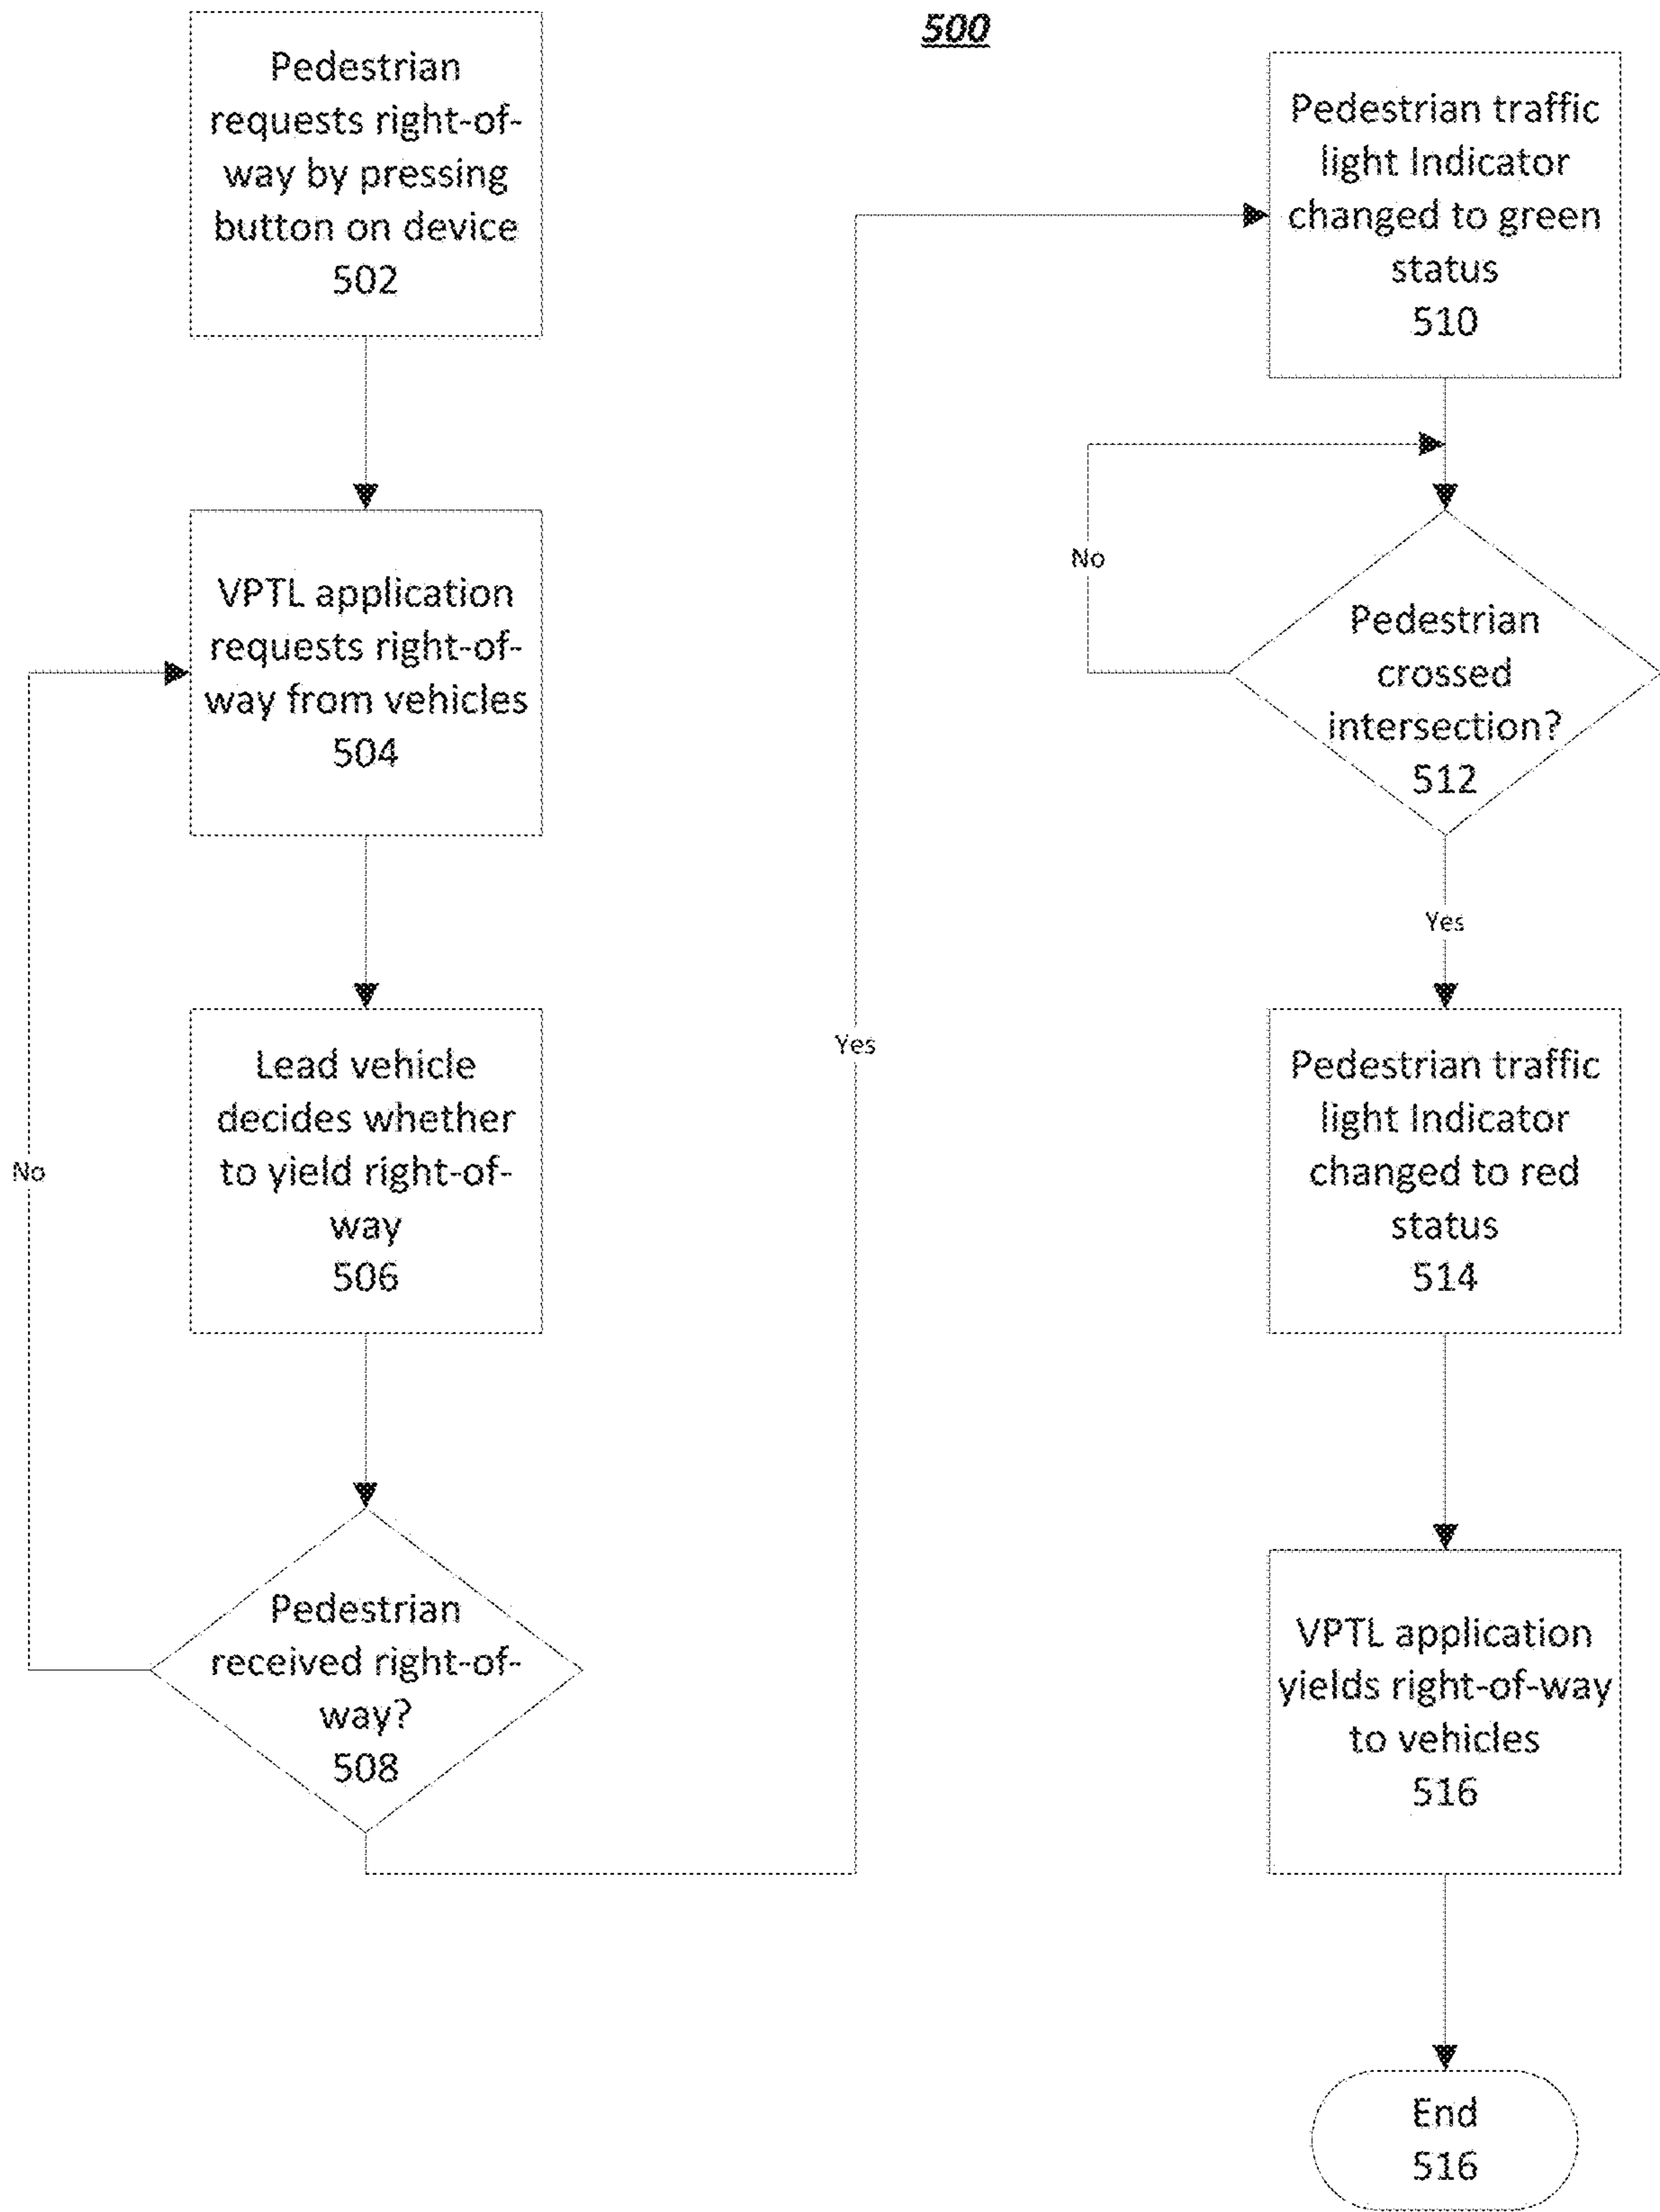 500
Pedestrian
requests right-of-
way by pressing
button on device
502
VPTL application
requests right-of-
way from vehicles
504
Lead vehicle
decides whether
to yield right-of-
way
506
No
Pedestrian
received right-of-
way?
508
Yes
Pedestrian traffic
light Indicator
changed to green
status
510
No
Pedestrian
crossed
intersection?
512
Yes
Pedestrian traffic
light Indicator
changed to red
status
514
VPTL application
yields right-of-way
to vehicles
516
End
516